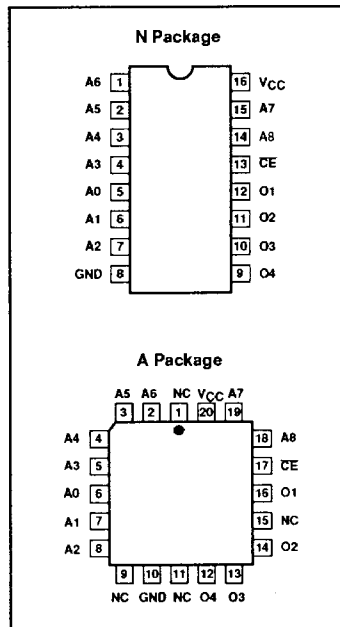 N Package
A6 1 16 VCC
A5 2 15 A7
A4 3 14 A8
A3 4 13 CE
A0 5 12 O1
A1 6 11 O2
A2 7 10 O3
GND 8 9 O4
A Package
A5 A6 NC VCC A7
3 2 1 20 19
A4 4 18 A8
A3 5 17 CE
A0 6 16 O1
A1 7 15 NC
A2 8 14 O2
9 10 11 12 13
NC GND NC O4 O3